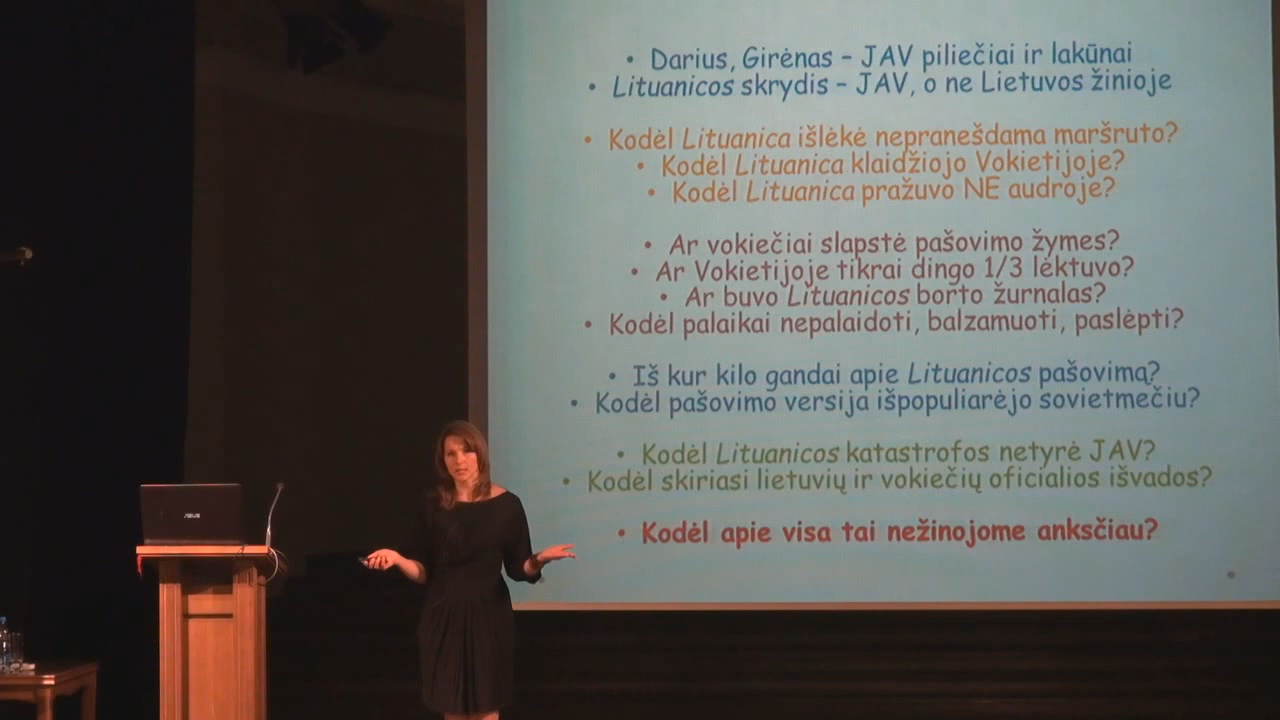 • Darius, Girėnas – JAV piliečiai ir lakūnai
• Lituanicos skrydis – JAV, o ne Lietuvos žinioje
• Kodėl Lituanica išlėkė nepranešdama maršruto?
• Kodėl Lituanica klaidžiojo Vokietijoje?
• Kodėl Lituanica pražuvo NE audroje?
• Ar vokiečiai slapstė pašovimo žymes?
• Ar Vokietijoje tikrai dingo 1/3 lėktuvo?
• Ar buvo Lituanicos borto žurnalas?
• Kodėl palaikai nepalaidoti, balzamuoti, paslėpti?
• Iš kur kilo gandai apie Lituanicos pašovimą?
• Kodėl pašovimo versija išpopuliarėjo sovietmečiu?
• Kodėl Lituanicos katastrofos netyrė JAV?
• Kodėl skiriasi lietuvių ir vokiečių oficialios išvados?
• Kodėl apie visa tai nežinojome anksčiau?
ASUS